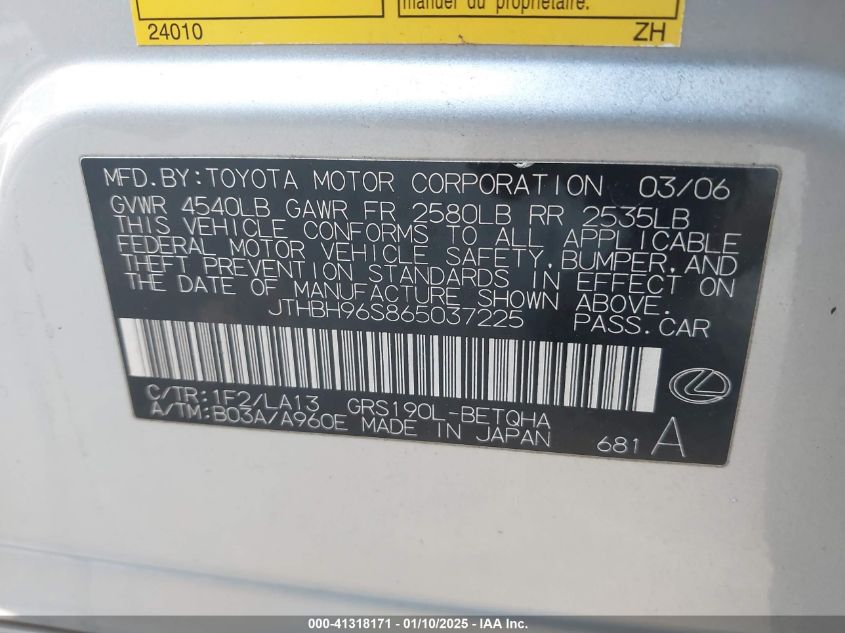 manuel du propriétaire.
24010 ZH
MFD.BY:TOYOTA MOTOR CORPORATION 03/06
GVWR 4540LB GAWR FR 2580LB RR 2535LB
THIS VEHICLE CONFORMS TO ALL APPLICABLE
FEDERAL MOTOR VEHICLE SAFETY,BUMPER,AND
THEFT PREVENTION STANDARDS IN EFFECT ON
THE DATE OF MANUFACTURE SHOWN ABOVE.
JTHBH96S865037225 PASS.CAR
C/TR:1F2/LA13 GRS190L-BETQHA
A/TM:B03A/A960E MADE IN JAPAN
681 A
000-41318171 — 01/10/2025 — IAA Inc.